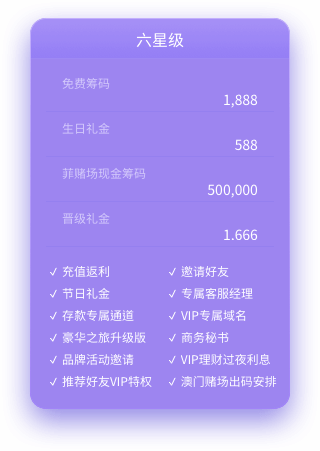 六星级
免费筹码
1,888
生日礼金
588
菲赌场现金筹码
500,000
晋级礼金
1.666
✓ 充值返利
✓ 邀请好友
✓ 节日礼金
✓ 专属客服经理
✓ 存款专属通道
✓ VIP专属域名
✓ 豪华之旅升级版
✓ 商务秘书
✓ 品牌活动邀请
✓ VIP理财过夜利息
✓ 推荐好友VIP特权
✓ 澳门赌场出码安排